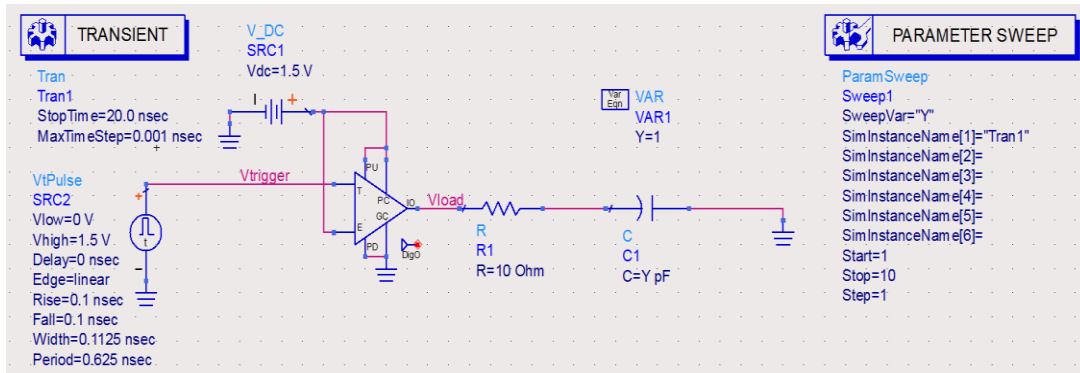 TRANSIENT
Tran
Tran1
StopTime=20.0 nsec
MaxTimeStep=0.001 nsec
V_DC
SRC1
Vdc=1.5 V
VtPulse
SRC2
Vlow=0 V
Vhigh=1.5 V
Delay=0 nsec
Edge=linear
Rise=0.1 nsec
Fall=0.1 nsec
Width=0.1125 nsec
Period=0.625 nsec
t
Vtrigger
PU
T
PC
IO
GC
E
PD
DigO
Vload
R
R1
R=10 Ohm
C
C1
C=Y pF
Var
Eqn
VAR
VAR1
Y=1
PARAMETER SWEEP
ParamSweep
Sweep1
SweepVar="Y"
SimInstanceName[1]="Tran1"
SimInstanceName[2]=
SimInstanceName[3]=
SimInstanceName[4]=
SimInstanceName[5]=
SimInstanceName[6]=
Start=1
Stop=10
Step=1